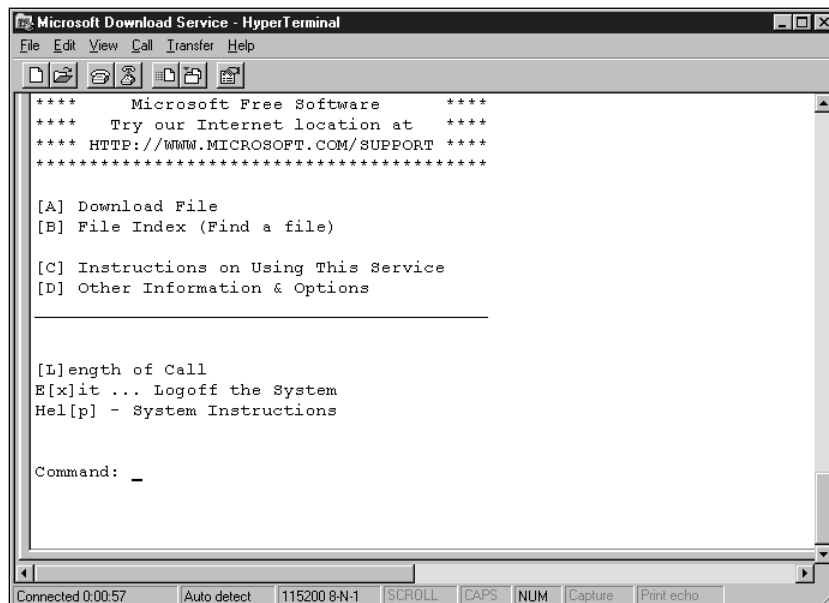 Microsoft Download Service - HyperTerminal
File Edit View Call Transfer Help
**** Microsoft Free Software ****
**** Try our Internet location at ****
**** HTTP://WWW.MICROSOFT.COM/SUPPORT ****
*******************************************
[A] Download File
[B] File Index (Find a file)
[C] Instructions on Using This Service
[D] Other Information & Options
[L]ength of Call
E[x]it ... Logoff the System
Hel[p] - System Instructions
Command: _
Connected 0:00:57 Auto detect 115200 8-N-1 SCROLL CAPS NUM Capture Print echo